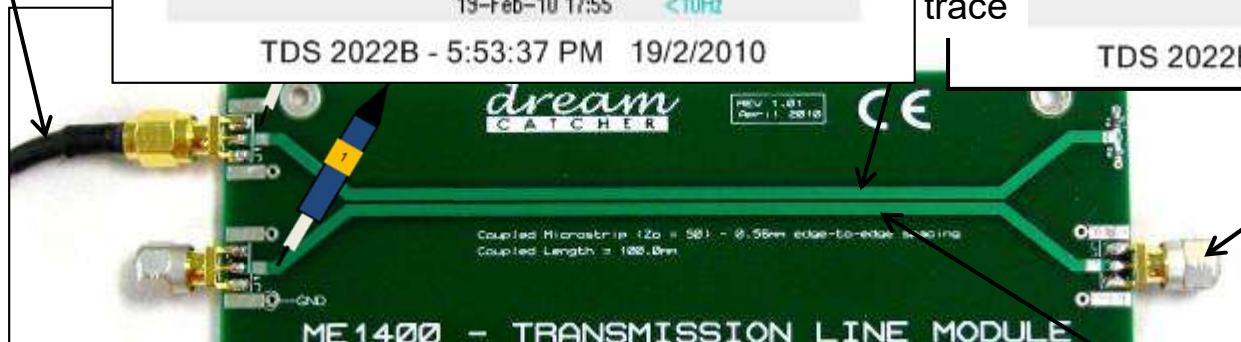 19-Feb-10 17:55 <10Hz
trace
TDS 2022B - 5:53:37 PM 19/2/2010
TDS 2022
dream
CATCHER
REV 1.01
April 2010
CE
1
Coupled Microstrip (Zo = 50) - 0.56mm edge-to-edge spacing
Coupled Length = 100.0mm
GND
ME1400 - TRANSMISSION LINE MODULE